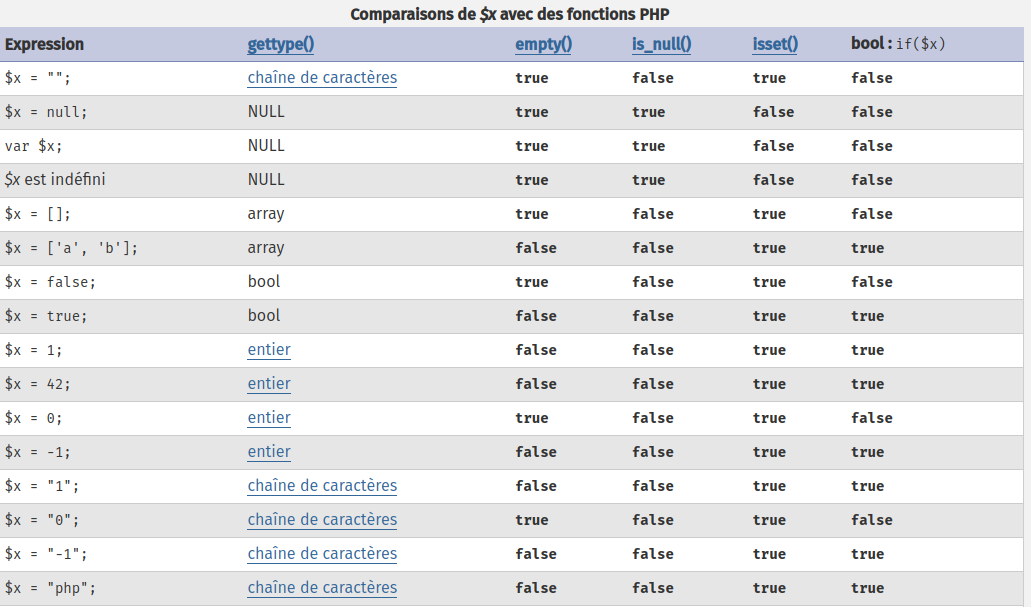 Comparaisons de $x avec des fonctions PHP
Expression gettype() empty() is_null() isset() bool : if($x)
$x = ""; chaîne de caractères true false true false
$x = null; NULL true true false false
var $x; NULL true true false false
$x est indéfini NULL true true false false
$x = []; array true false true false
$x = ['a', 'b']; array false false true true
$x = false; bool true false true false
$x = true; bool false false true true
$x = 1; entier false false true true
$x = 42; entier false false true true
$x = 0; entier true false true false
$x = -1; entier false false true true
$x = "1"; chaîne de caractères false false true true
$x = "0"; chaîne de caractères true false true false
$x = "-1"; chaîne de caractères false false true true
$x = "php"; chaîne de caractères false false true true